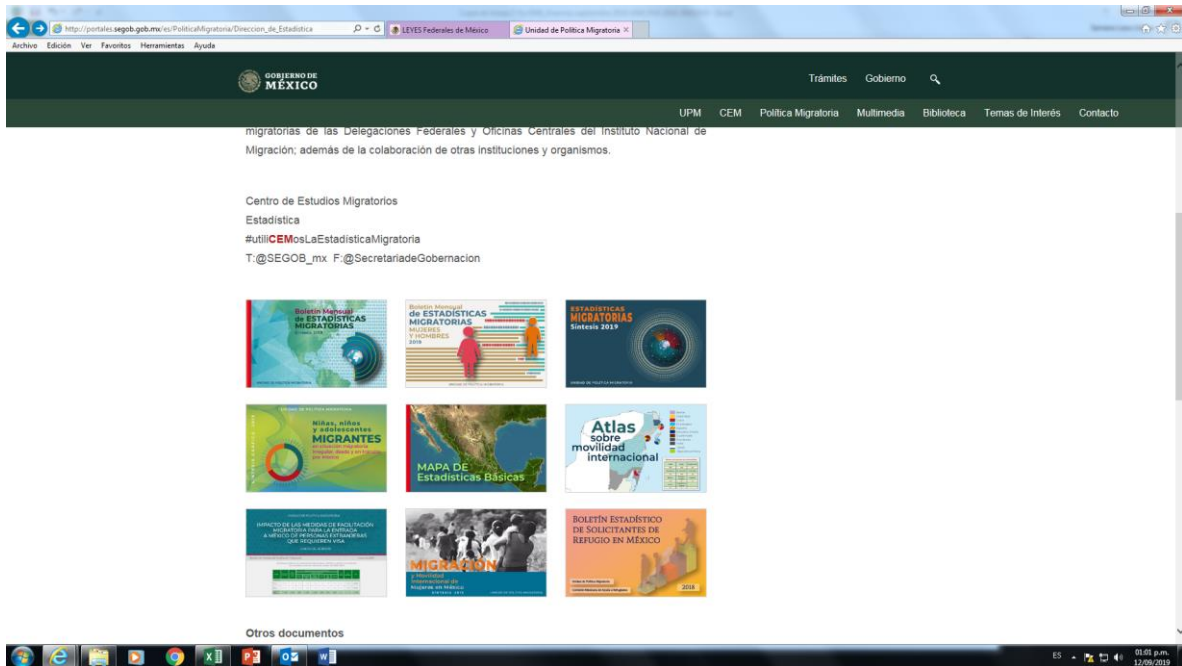 http://portales.segob.gob.mx/es/PoliticaMigratoria/Direccion_de_Estadistica
LEYES Federales de México
Unidad de Política Migratoria
Archivo Edición Ver Favoritos Herramientas Ayuda
GOBIERNO DE MÉXICO
Trámites Gobierno
UPM CEM Política Migratoria Multimedia Biblioteca Temas de Interés Contacto
migratorias de las Delegaciones Federales y Oficinas Centrales del Instituto Nacional de
Migración; además de la colaboración de otras instituciones y organismos.
Centro de Estudios Migratorios
Estadística
#utiliCEMosLaEstadísticaMigratoria
T:@SEGOB_mx F:@SecretariadeGobernacion
Boletín Mensual
de ESTADÍSTICAS
MIGRATORIAS
Boletín Mensual
de ESTADÍSTICAS
MIGRATORIAS
MUJERES
Y HOMBRES
ESTADÍSTICAS
MIGRATORIAS
Síntesis 2019
Niñas, niños
y adolescentes
MIGRANTES
MAPA DE
Estadísticas Básicas
Atlas
sobre
movilidad
internacional
IMPACTO DE LAS MEDIDAS DE FACILITACIÓN
MIGRATORIA PARA LA ENTRADA
A MÉXICO DE PERSONAS EXTRANJERAS
QUE REQUIEREN VISA
MIGRACIÓN
y Movilidad
Internacional de
Mujeres en México
BOLETÍN ESTADÍSTICO
DE SOLICITANTES DE
REFUGIO EN MÉXICO
2018
Otros documentos
ES
01:01 p.m.
12/09/2019